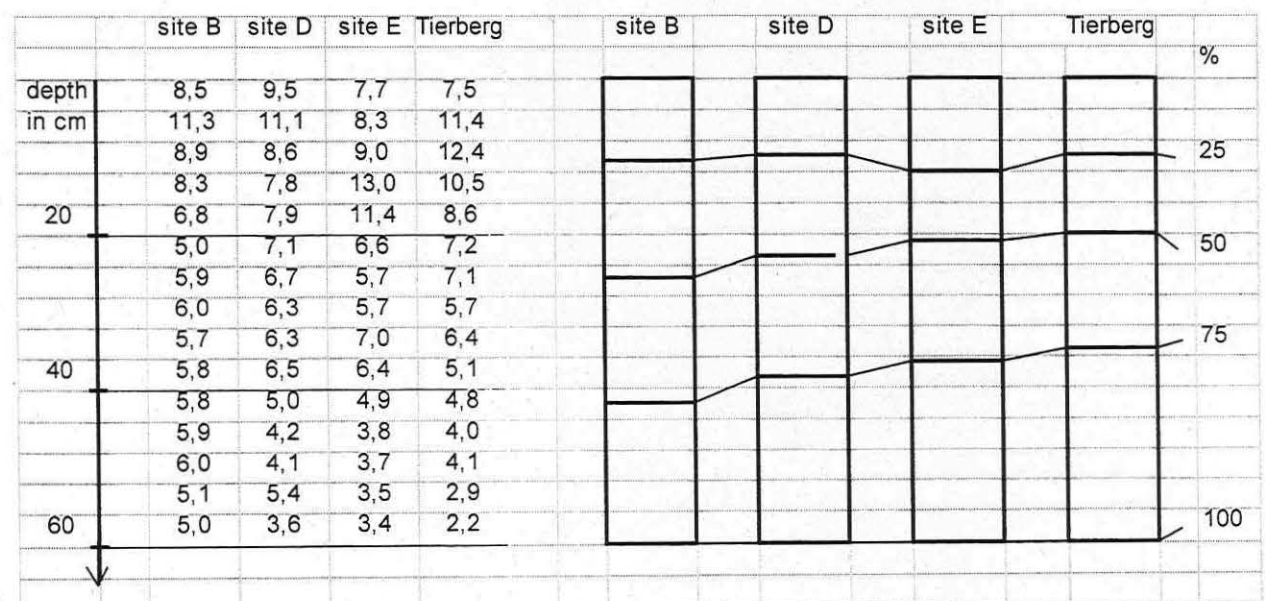 site B site D site E Tierberg site B site D site E Tierberg
%
depth 8,5 9,5 7,7 7,5
in cm 11,3 11,1 8,3 11,4
8,9 8,6 9,0 12,4 25
8,3 7,8 13,0 10,5
20 6,8 7,9 11,4 8,6
5,0 7,1 6,6 7,2 50
5,9 6,7 5,7 7,1
6,0 6,3 5,7 5,7
5,7 6,3 7,0 6,4 75
40 5,8 6,5 6,4 5,1
5,8 5,0 4,9 4,8
5,9 4,2 3,8 4,0
6,0 4,1 3,7 4,1
5,1 5,4 3,5 2,9
60 5,0 3,6 3,4 2,2 100